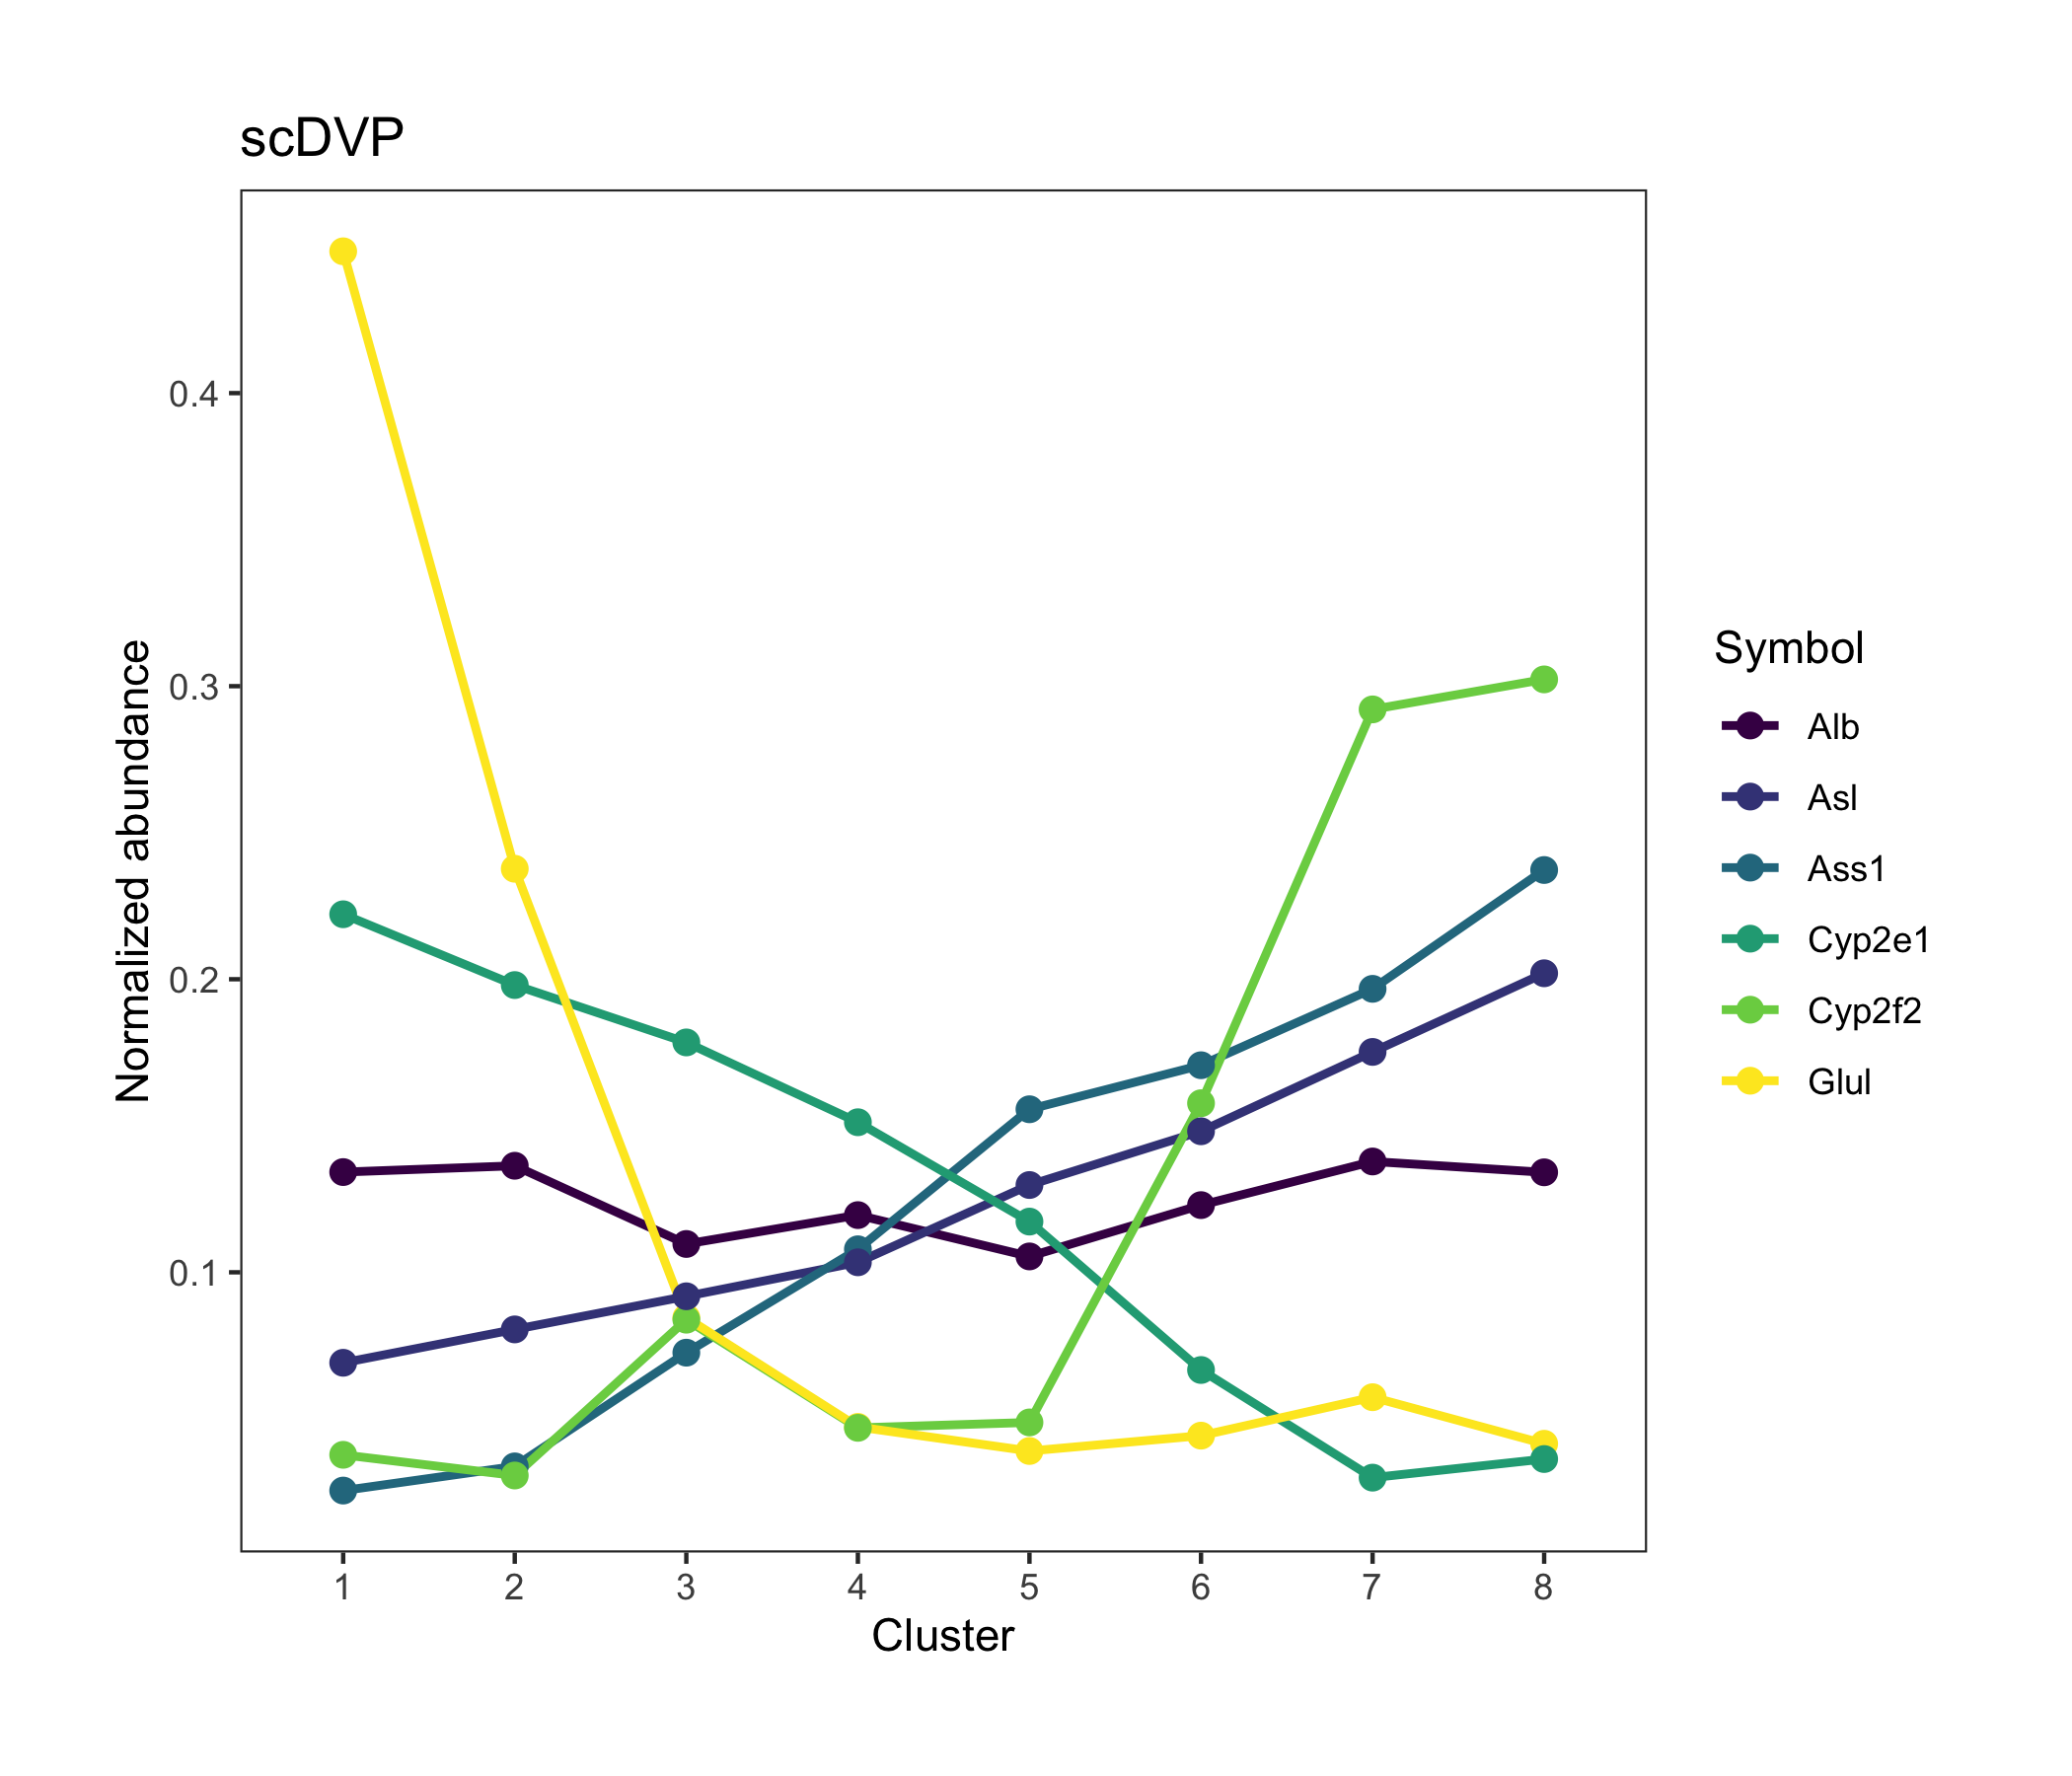 scDVP
Normalized abundance
0.4
0.3
0.2
0.1
1 2 3 4 5 6 7 8
Cluster
Symbol
Alb
Asl
Ass1
Cyp2e1
Cyp2f2
Glul